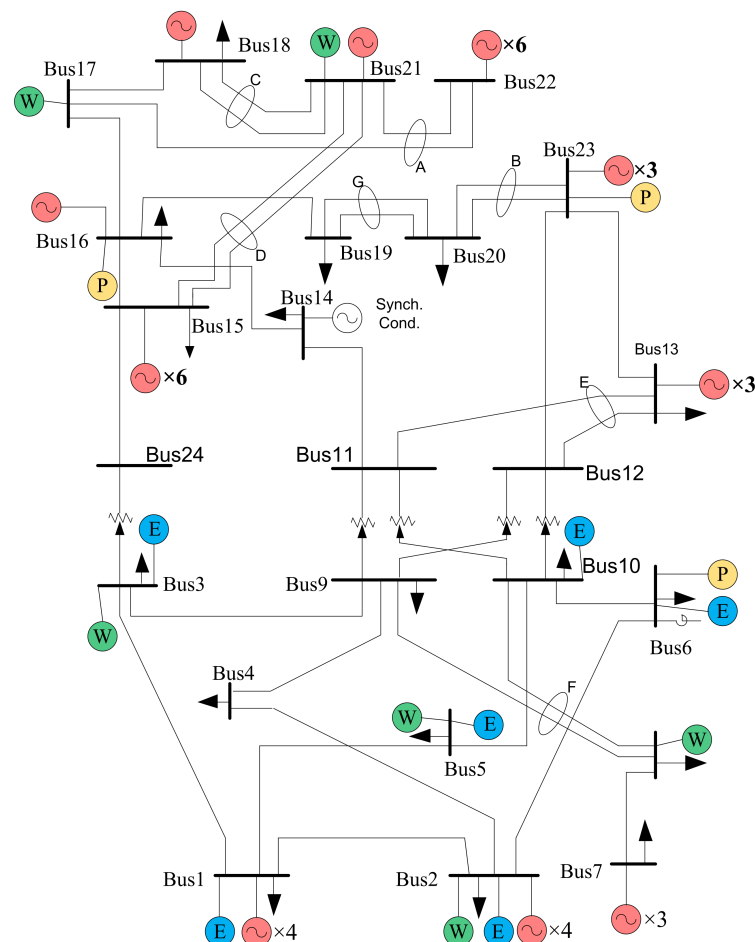 ×6
Bus18
W
Bus21
Bus22
Bus17
C
W
A
B
Bus23
×3
P
G
Bus16
D
Bus19
Bus20
P
Bus14
Synch.
Cond.
Bus15
×6
Bus13
×3
E
Bus24
Bus11
Bus12
E
E
Bus3
Bus9
Bus10
P
E
W
Bus6
Bus4
F
W
E
W
Bus5
Bus1
Bus2
Bus7
E
×4
W
E
×4
×3